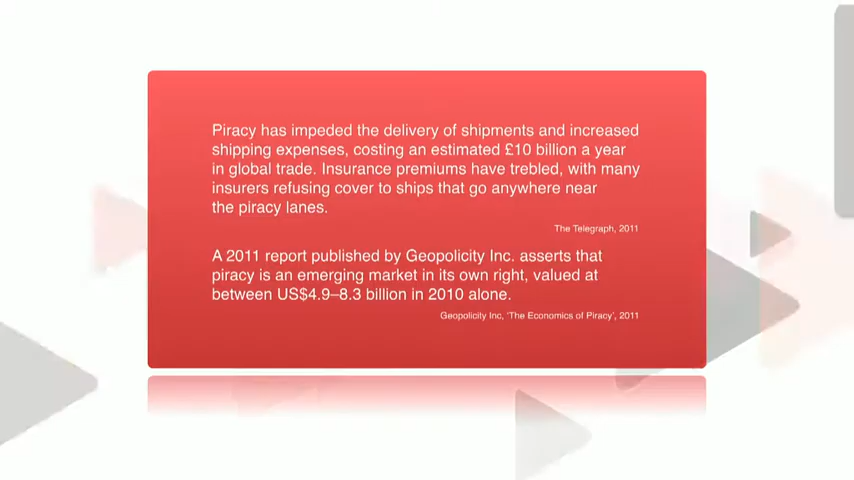 Piracy has impeded the delivery of shipments and increased
shipping expenses, costing an estimated £10 billion a year
in global trade. Insurance premiums have trebled, with many
insurers refusing cover to ships that go anywhere near
the piracy lanes.
The Telegraph, 2011
A 2011 report published by Geopolicity Inc. asserts that
piracy is an emerging market in its own right, valued at
between US$4.9–8.3 billion in 2010 alone.
Geopolicity Inc, ‘The Economics of Piracy’, 2011